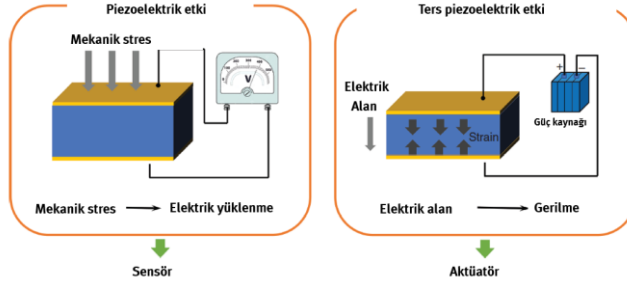 Piezoelektrik etki
Mekanik stres
V
Mekanik stres
Elektrik yüklenme
Sensör
Ters piezoelektrik etki
+
−
Elektrik
Alan
Strain
Güç kaynağı
Elektrik alan
Gerilme
Aktüatör